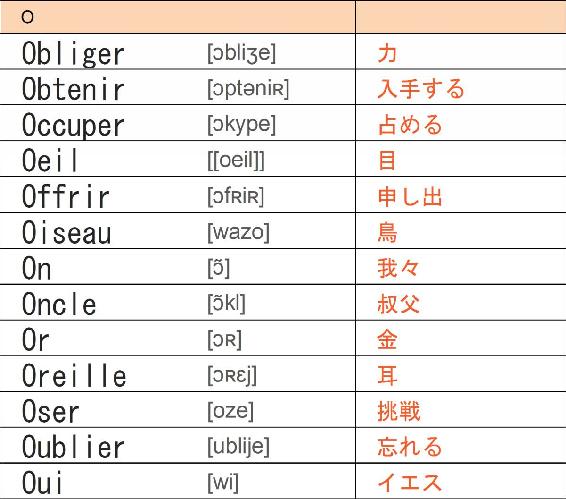 O
Obliger [ɔbliʒe] 力
Obtenir [ɔptəniʀ] 入手する
Occuper [ɔkype] 占める
Oeil [[oeil]] 目
Offrir [ɔfʀiʀ] 申し出
Oiseau [wazo] 鳥
On [ɔ̃] 我々
Oncle [ɔ̃kl] 叔父
Or [ɔʀ] 金
Oreille [ɔʀɛj] 耳
Oser [oze] 挑戦
Oublier [ublije] 忘れる
Oui [wi] イエス